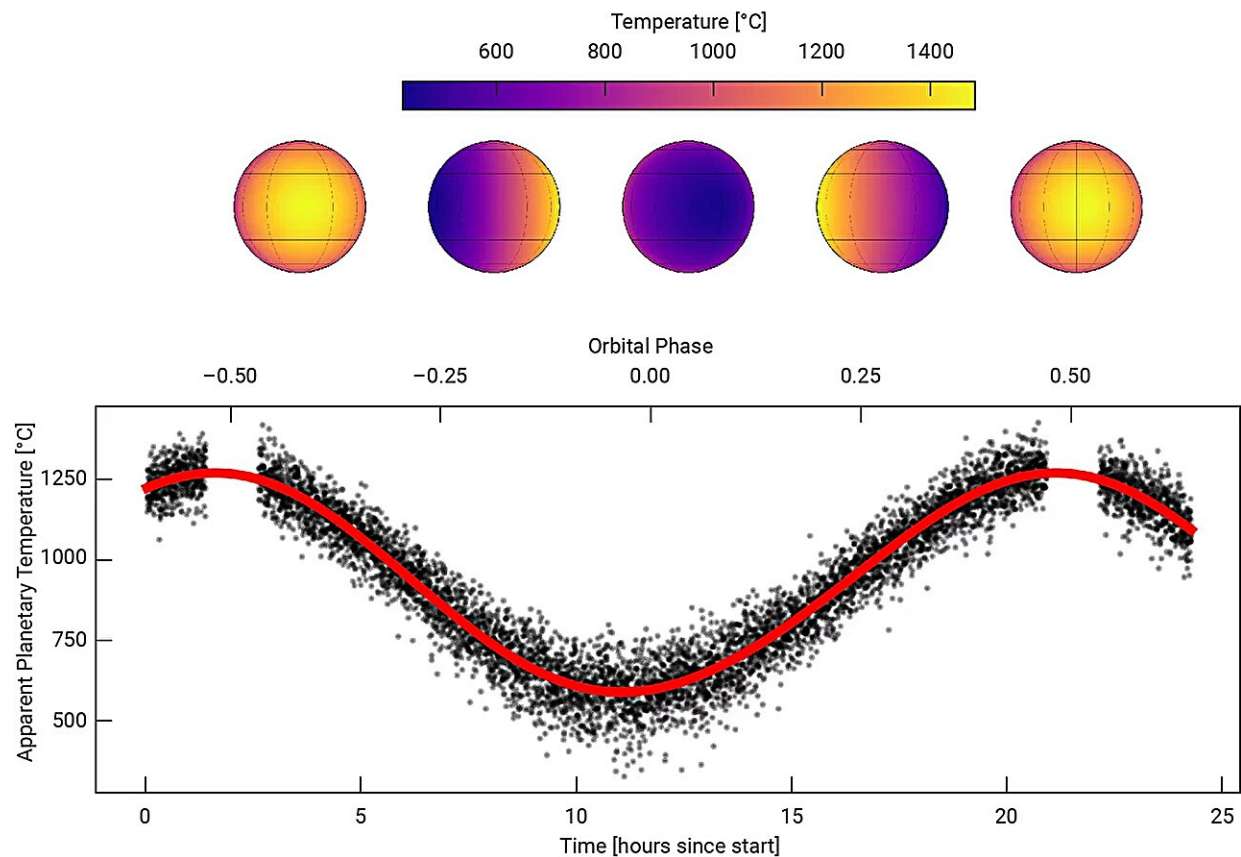 Temperature [°C]
600 800 1000 1200 1400
Orbital Phase
−0.50 −0.25 0.00 0.25 0.50
Apparent Planetary Temperature [°C]
1250
1000
750
500
0 5 10 15 20 25
Time [hours since start]